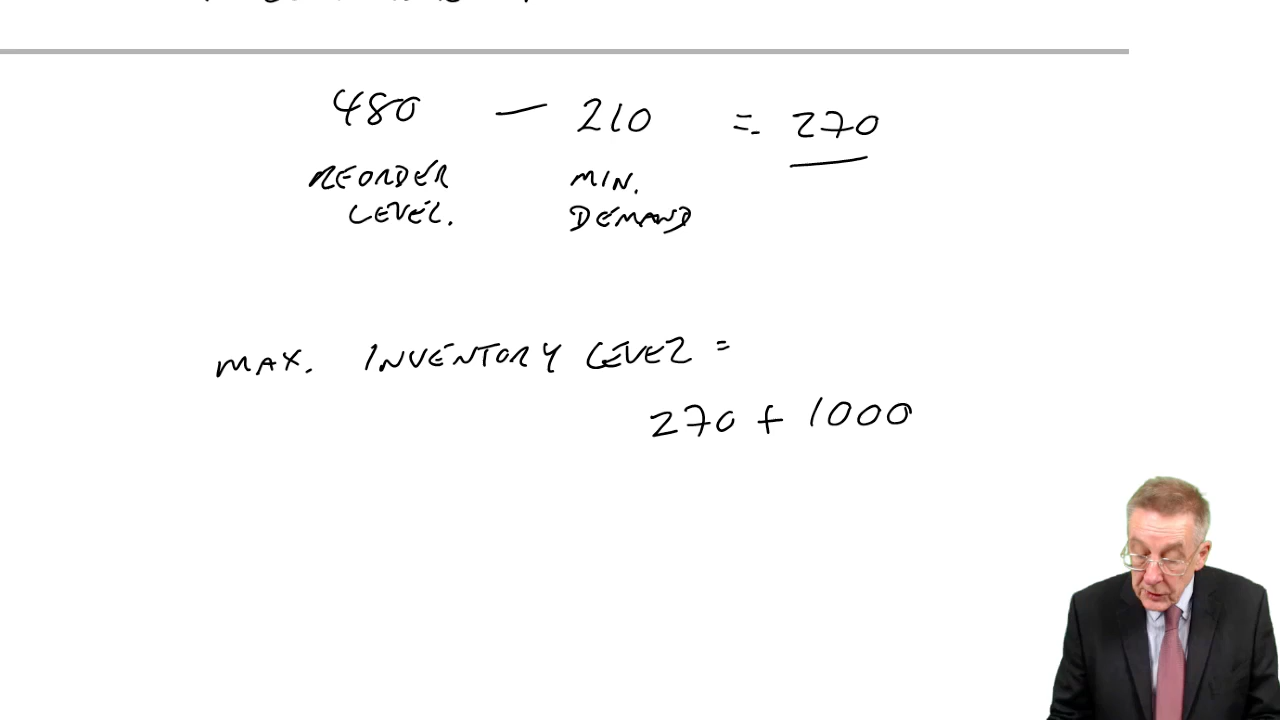 480 — 210 = 270
REORDER MIN.
LEVEL. DEMAND
MAX. INVENTORY LEVEL =
270 + 1000